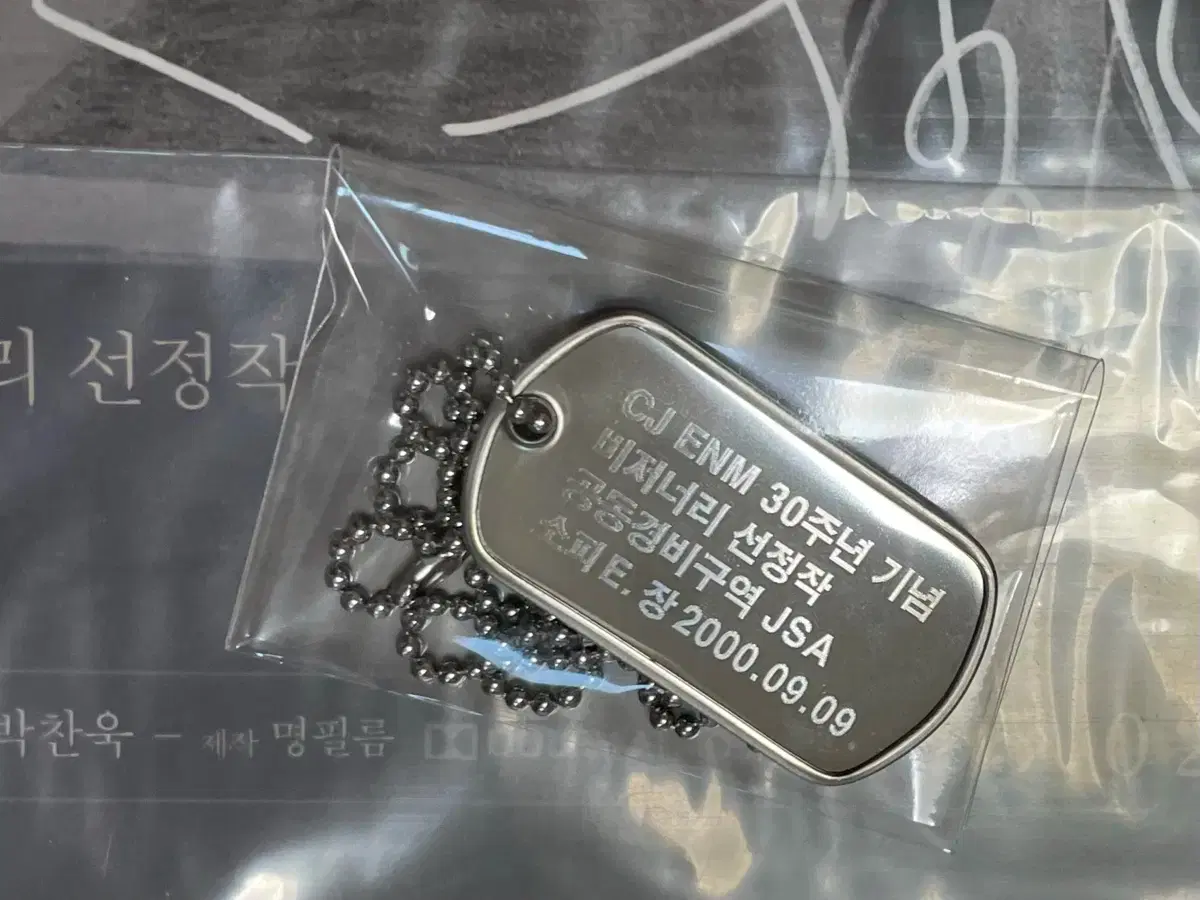 선정작
CJ ENM 30주년 기념
비저너리 선정작
공동경비구역 JSA
소피 E. 장 2000.09.09
박찬욱 - 제작 명필름